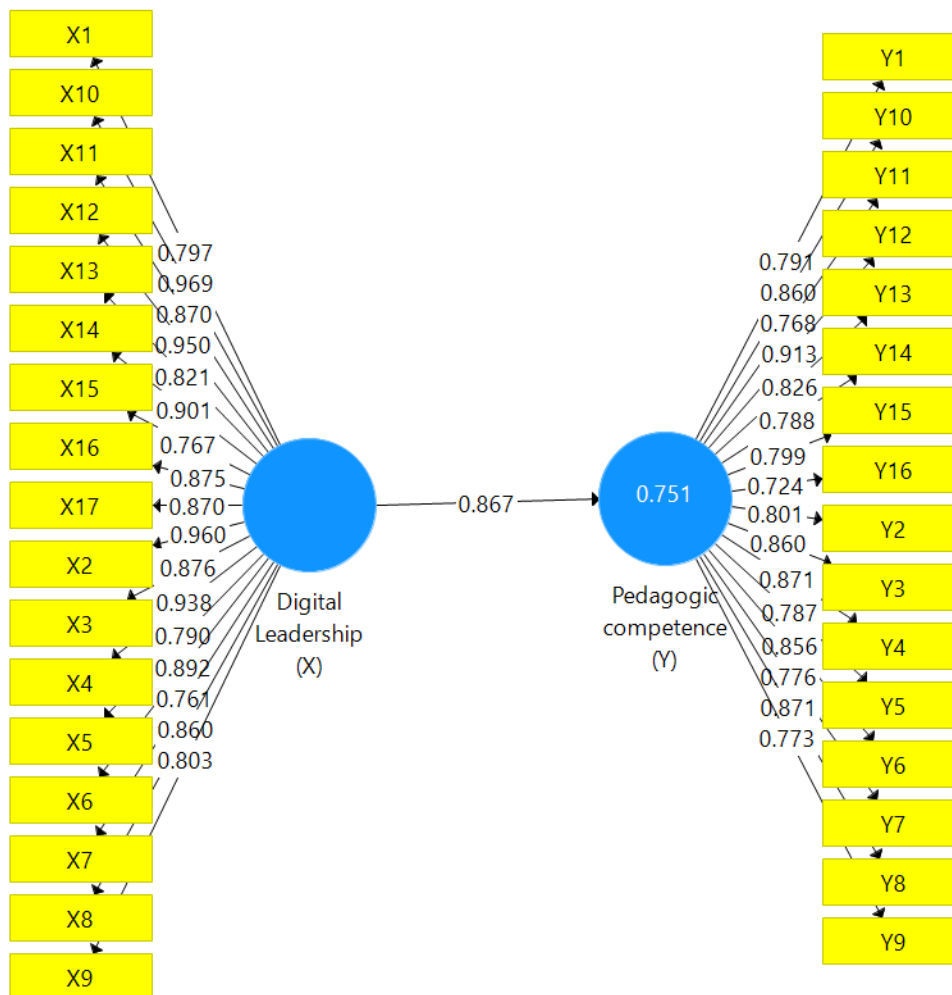 X1
X10
X11
X12
X13
X14
X15
X16
X17
X2
X3
X4
X5
X6
X7
X8
X9
0.797
0.969
0.870
0.950
0.821
0.901
0.767
0.875
0.870
0.960
0.876
0.938
0.790
0.892
0.761
0.860
0.803
Digital
Leadership
(X)
0.867
0.751
Pedagogic
competence
(Y)
0.791
0.860
0.768
0.913
0.826
0.788
0.799
0.724
0.801
0.860
0.871
0.787
0.856
0.776
0.871
0.773
Y1
Y10
Y11
Y12
Y13
Y14
Y15
Y16
Y2
Y3
Y4
Y5
Y6
Y7
Y8
Y9